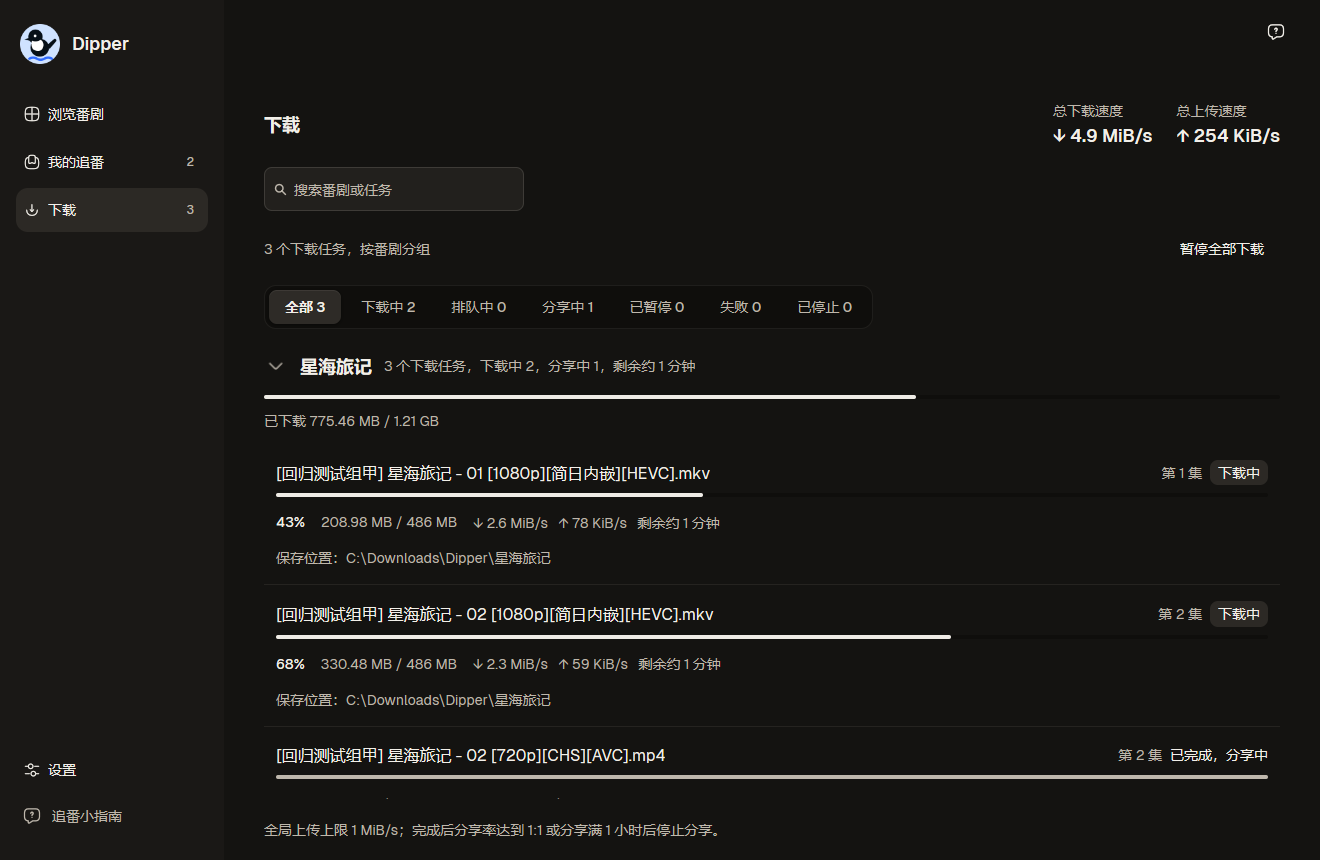 Dipper
浏览番剧
我的追番 2
下载 3
设置
追番小指南
下载
总下载速度 总上传速度
↓ 4.9 MiB/s ↑ 254 KiB/s
搜索番剧或任务
3 个下载任务，按番剧分组
暂停全部下载
全部 3 下载中 2 排队中 0 分享中 1 已暂停 0 失败 0 已停止 0
星海旅记 3 个下载任务，下载中 2，分享中 1，剩余约 1 分钟
已下载 775.46 MB / 1.21 GB
[回归测试组甲] 星海旅记 - 01 [1080p][简日内嵌][HEVC].mkv 第 1 集 下载中
43% 208.98 MB / 486 MB ↓ 2.6 MiB/s ↑ 78 KiB/s 剩余约 1 分钟
保存位置：C:\Downloads\Dipper\星海旅记
[回归测试组甲] 星海旅记 - 02 [1080p][简日内嵌][HEVC].mkv 第 2 集 下载中
68% 330.48 MB / 486 MB ↓ 2.3 MiB/s ↑ 59 KiB/s 剩余约 1 分钟
保存位置：C:\Downloads\Dipper\星海旅记
[回归测试组甲] 星海旅记 - 02 [720p][CHS][AVC].mp4 第 2 集 已完成，分享中
全局上传上限 1 MiB/s；完成后分享率达到 1:1 或分享满 1 小时后停止分享。